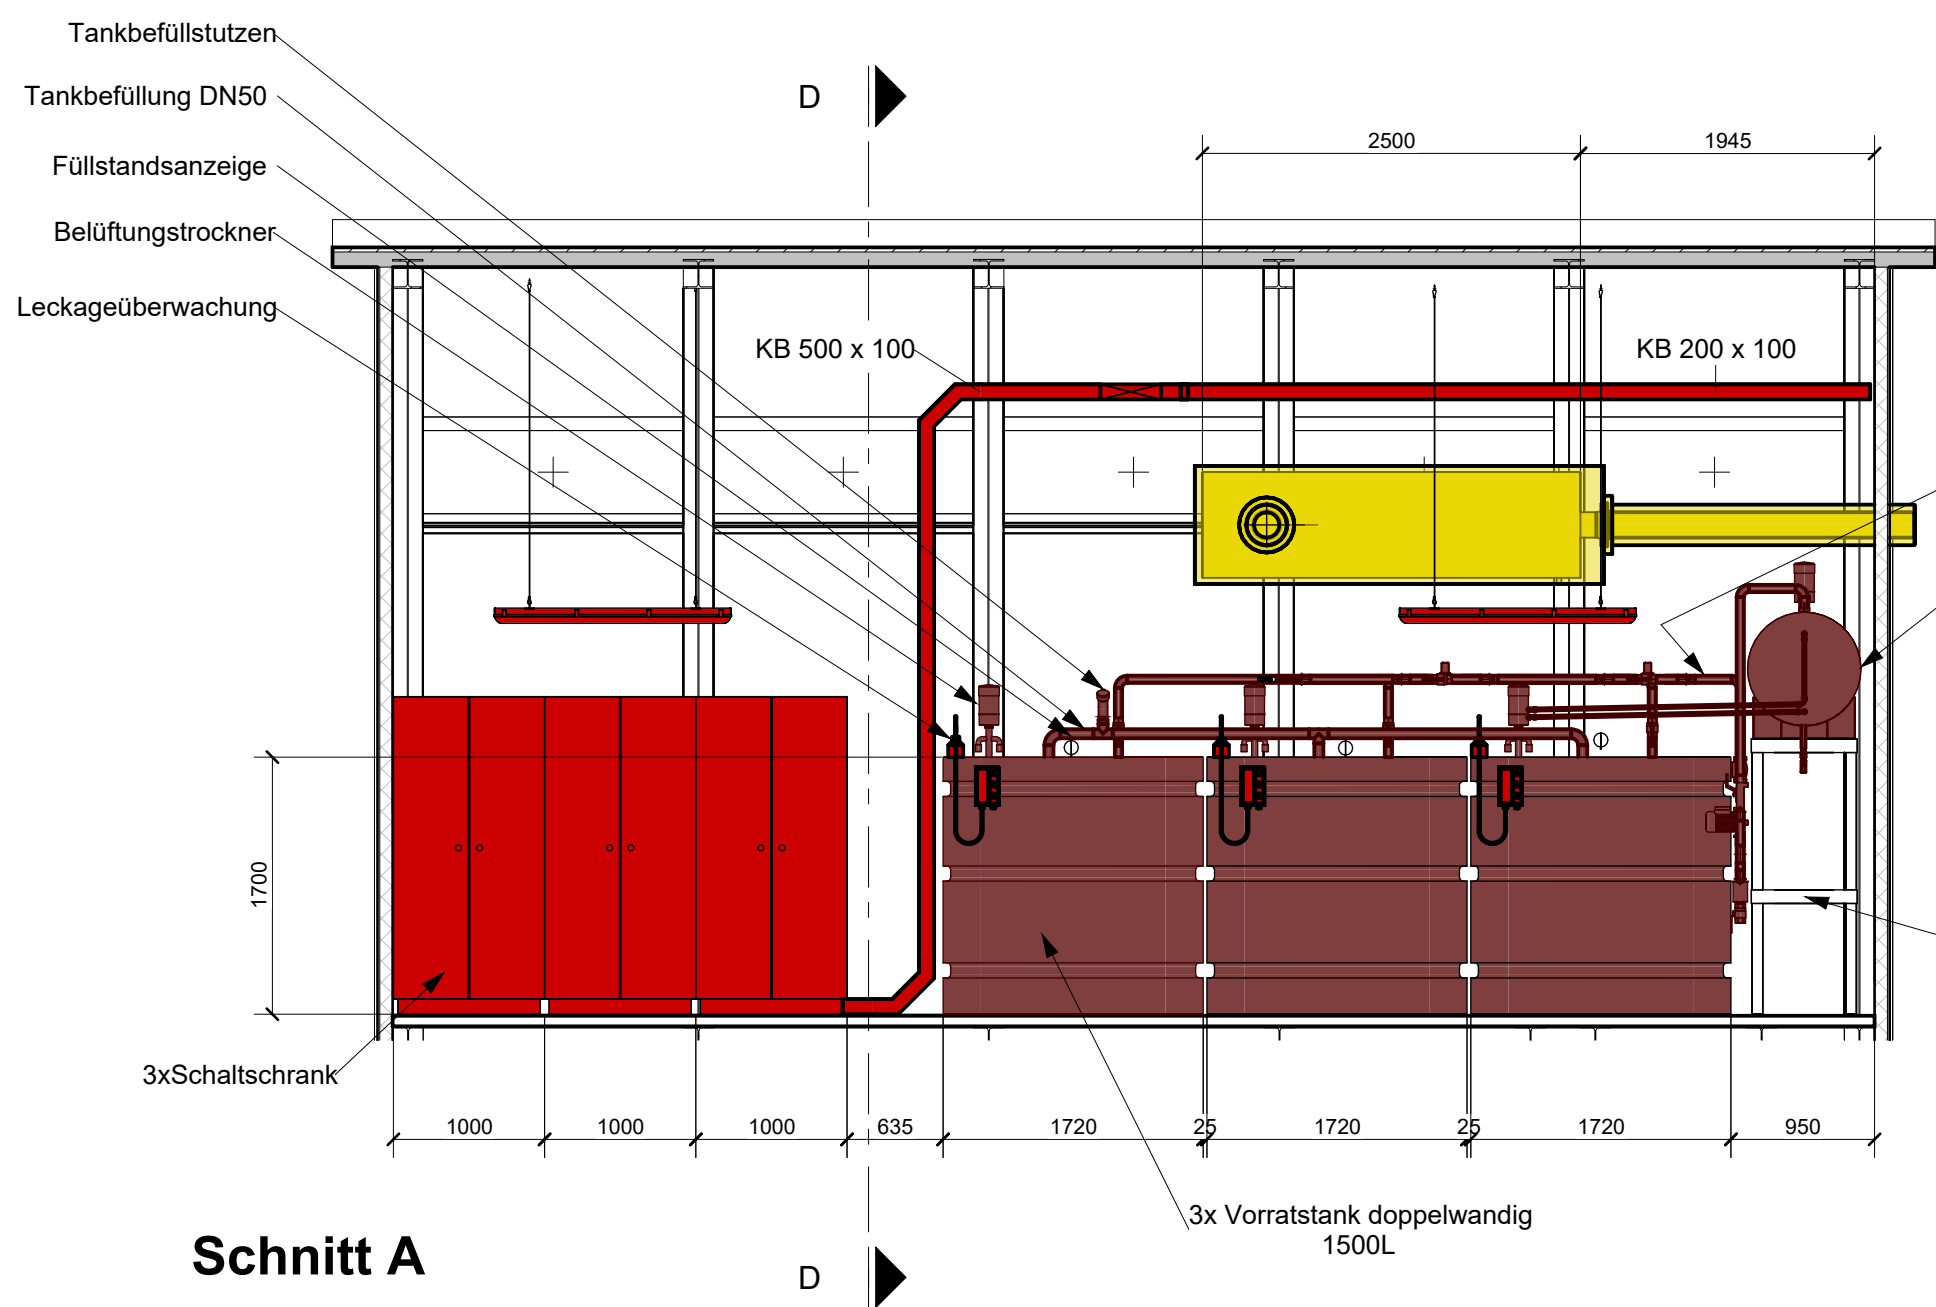 Tankbefüllstutzen
Tankbefüllung DN50
D
2500
1945
Füllstandsanzeige
Belüftungstrockner
Leckageüberwachung
KB 500 x 100
KB 200 x 100
1700
3xSchaltschrank
1000
1000
1000
635
1720
25
1720
25
1720
950
3x Vorratstank doppelwandig
1500L
Schnitt A
D